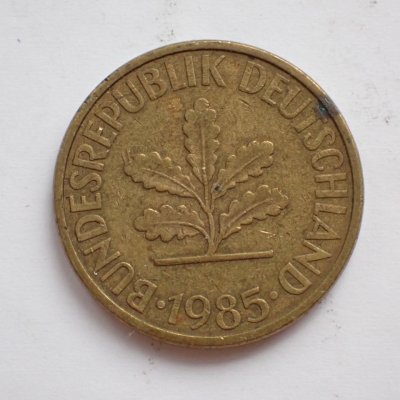 BUNDESREPUBLIK DEUTSCHLAND
· 1985 ·